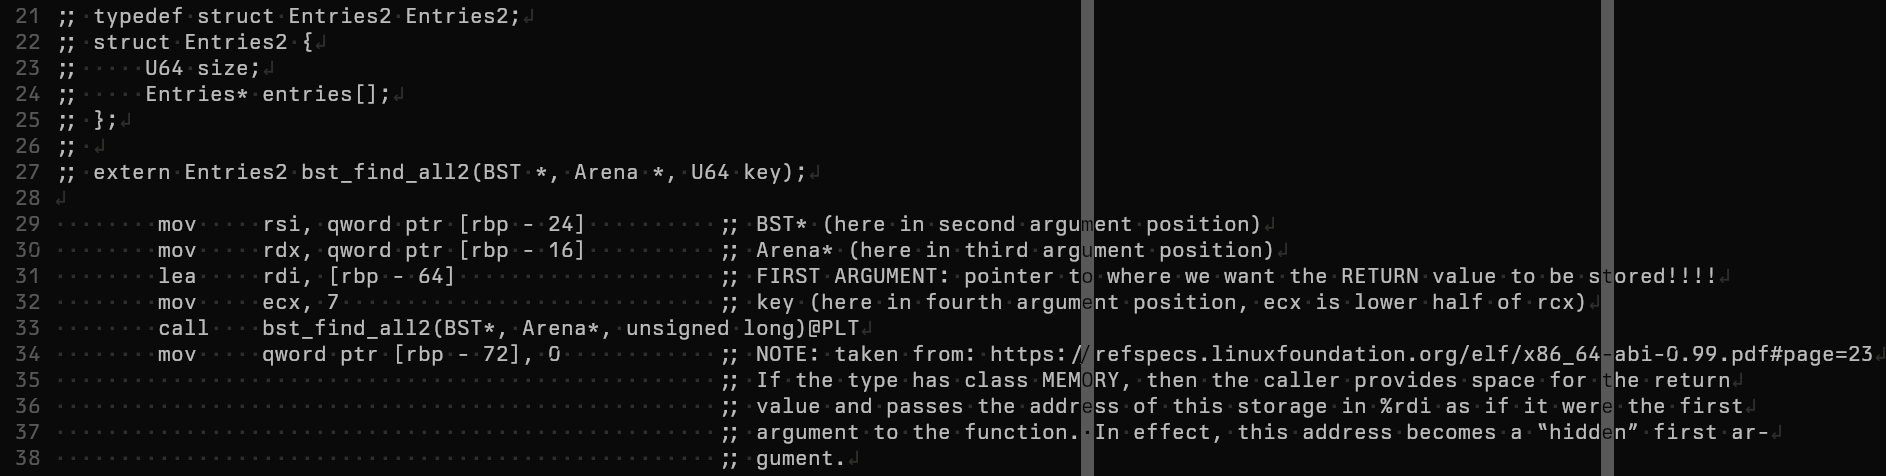 21 ;; typedef struct Entries2 Entries2;
22 ;; struct Entries2 {
23 ;;     U64 size;
24 ;;     Entries* entries[];
25 ;; };
26 ;;
27 ;; extern Entries2 bst_find_all2(BST *, Arena *, U64 key);
28
29         mov     rsi, qword ptr [rbp - 24]          ;; BST* (here in second argument position)
30         mov     rdx, qword ptr [rbp - 16]          ;; Arena* (here in third argument position)
31         lea     rdi, [rbp - 64]                    ;; FIRST ARGUMENT: pointer to where we want the RETURN value to be stored!!!!
32         mov     ecx, 7                             ;; key (here in fourth argument position, ecx is lower half of rcx)
33         call    bst_find_all2(BST*, Arena*, unsigned long)@PLT
34         mov     qword ptr [rbp - 72], 0            ;; NOTE: taken from: https://refspecs.linuxfoundation.org/elf/x86_64-abi-0.99.pdf#page=23
35                                                    ;; If the type has class MEMORY, then the caller provides space for the return
36                                                    ;; value and passes the address of this storage in %rdi as if it were the first
37                                                    ;; argument to the function. In effect, this address becomes a “hidden” first ar-
38                                                    ;; gument.